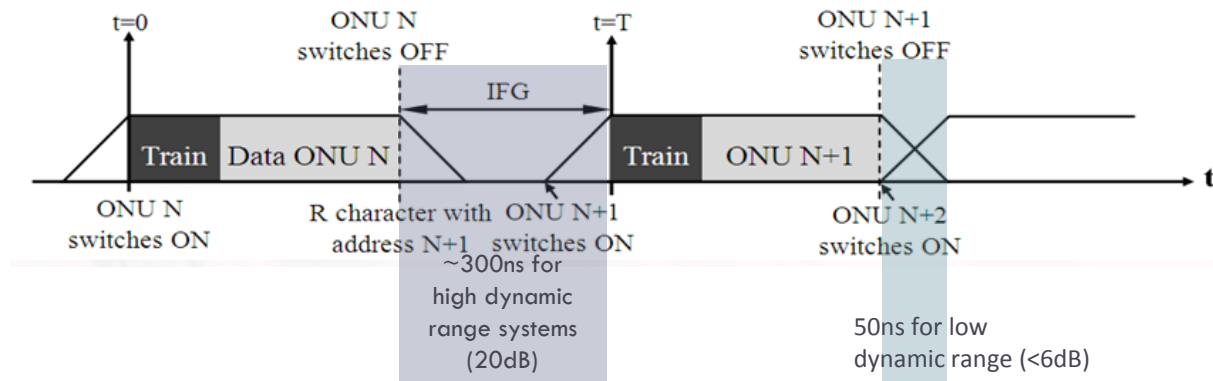 t=0
ONU N
switches OFF
t=T
ONU N+1
switches OFF
IFG
Train
Data ONU N
Train
ONU N+1
t
ONU N
switches ON
R character with
address N+1
ONU N+1
switches ON
ONU N+2
switches ON
~300ns for
high dynamic
range systems
(20dB)
50ns for low
dynamic range (<6dB)